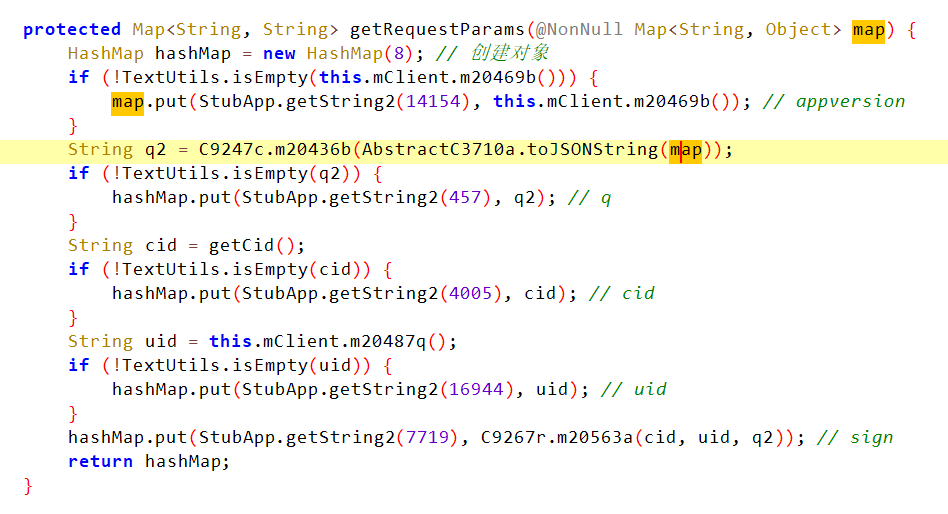 protected Map<String, String> getRequestParams(@NonNull Map<String, Object> map) {
    HashMap hashMap = new HashMap(8); // 创建对象
    if (!TextUtils.isEmpty(this.mClient.m20469b())) {
        map.put(StubApp.getString2(14154), this.mClient.m20469b()); // appversion
    }
    String q2 = C9247c.m20436b(AbstractC3710a.toJSONString(map));
    if (!TextUtils.isEmpty(q2)) {
        hashMap.put(StubApp.getString2(457), q2); // q
    }
    String cid = getCid();
    if (!TextUtils.isEmpty(cid)) {
        hashMap.put(StubApp.getString2(4005), cid); // cid
    }
    String uid = this.mClient.m20487q();
    if (!TextUtils.isEmpty(uid)) {
        hashMap.put(StubApp.getString2(16944), uid); // uid
    }
    hashMap.put(StubApp.getString2(7719), C9267r.m20563a(cid, uid, q2)); // sign
    return hashMap;
}